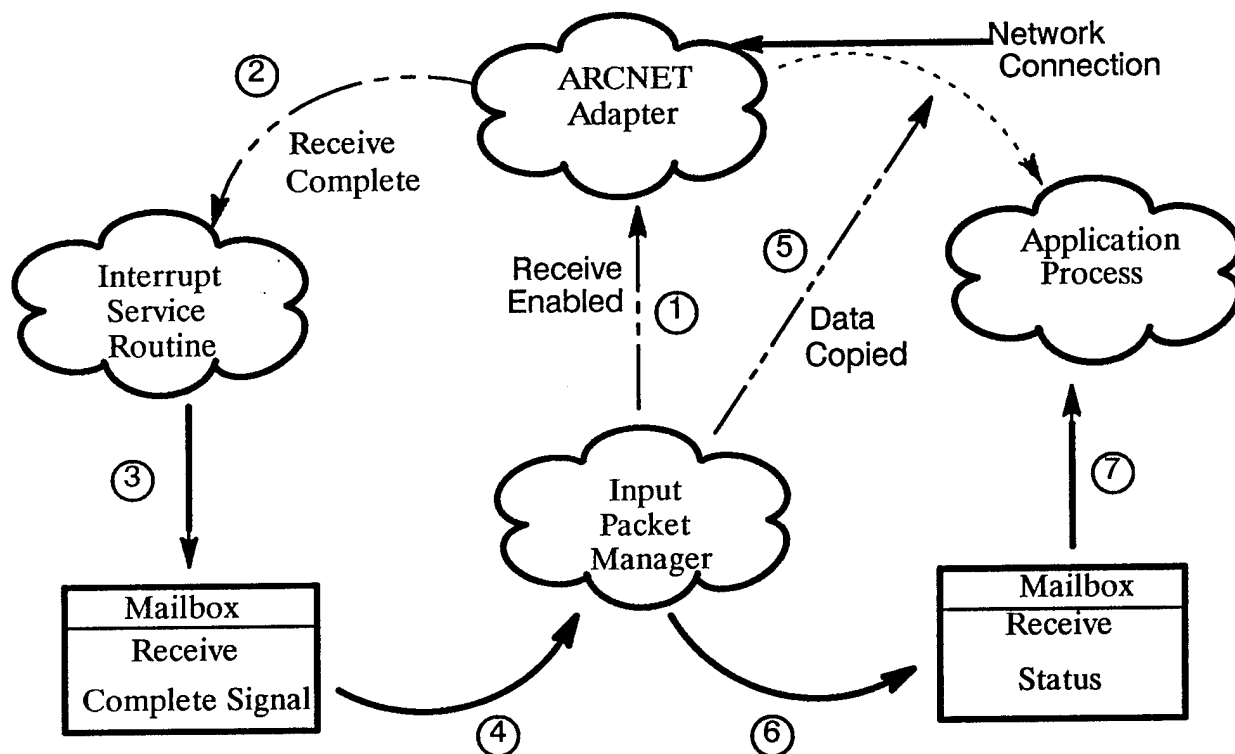 Network
Connection
ARCNET
Adapter
2
Receive
Complete
Interrupt
Service
Routine
Receive
Enabled
1
5
Data
Copied
Application
Process
3
Input
Packet
Manager
7
Mailbox
Receive
Complete Signal
Mailbox
Receive
Status
4
6